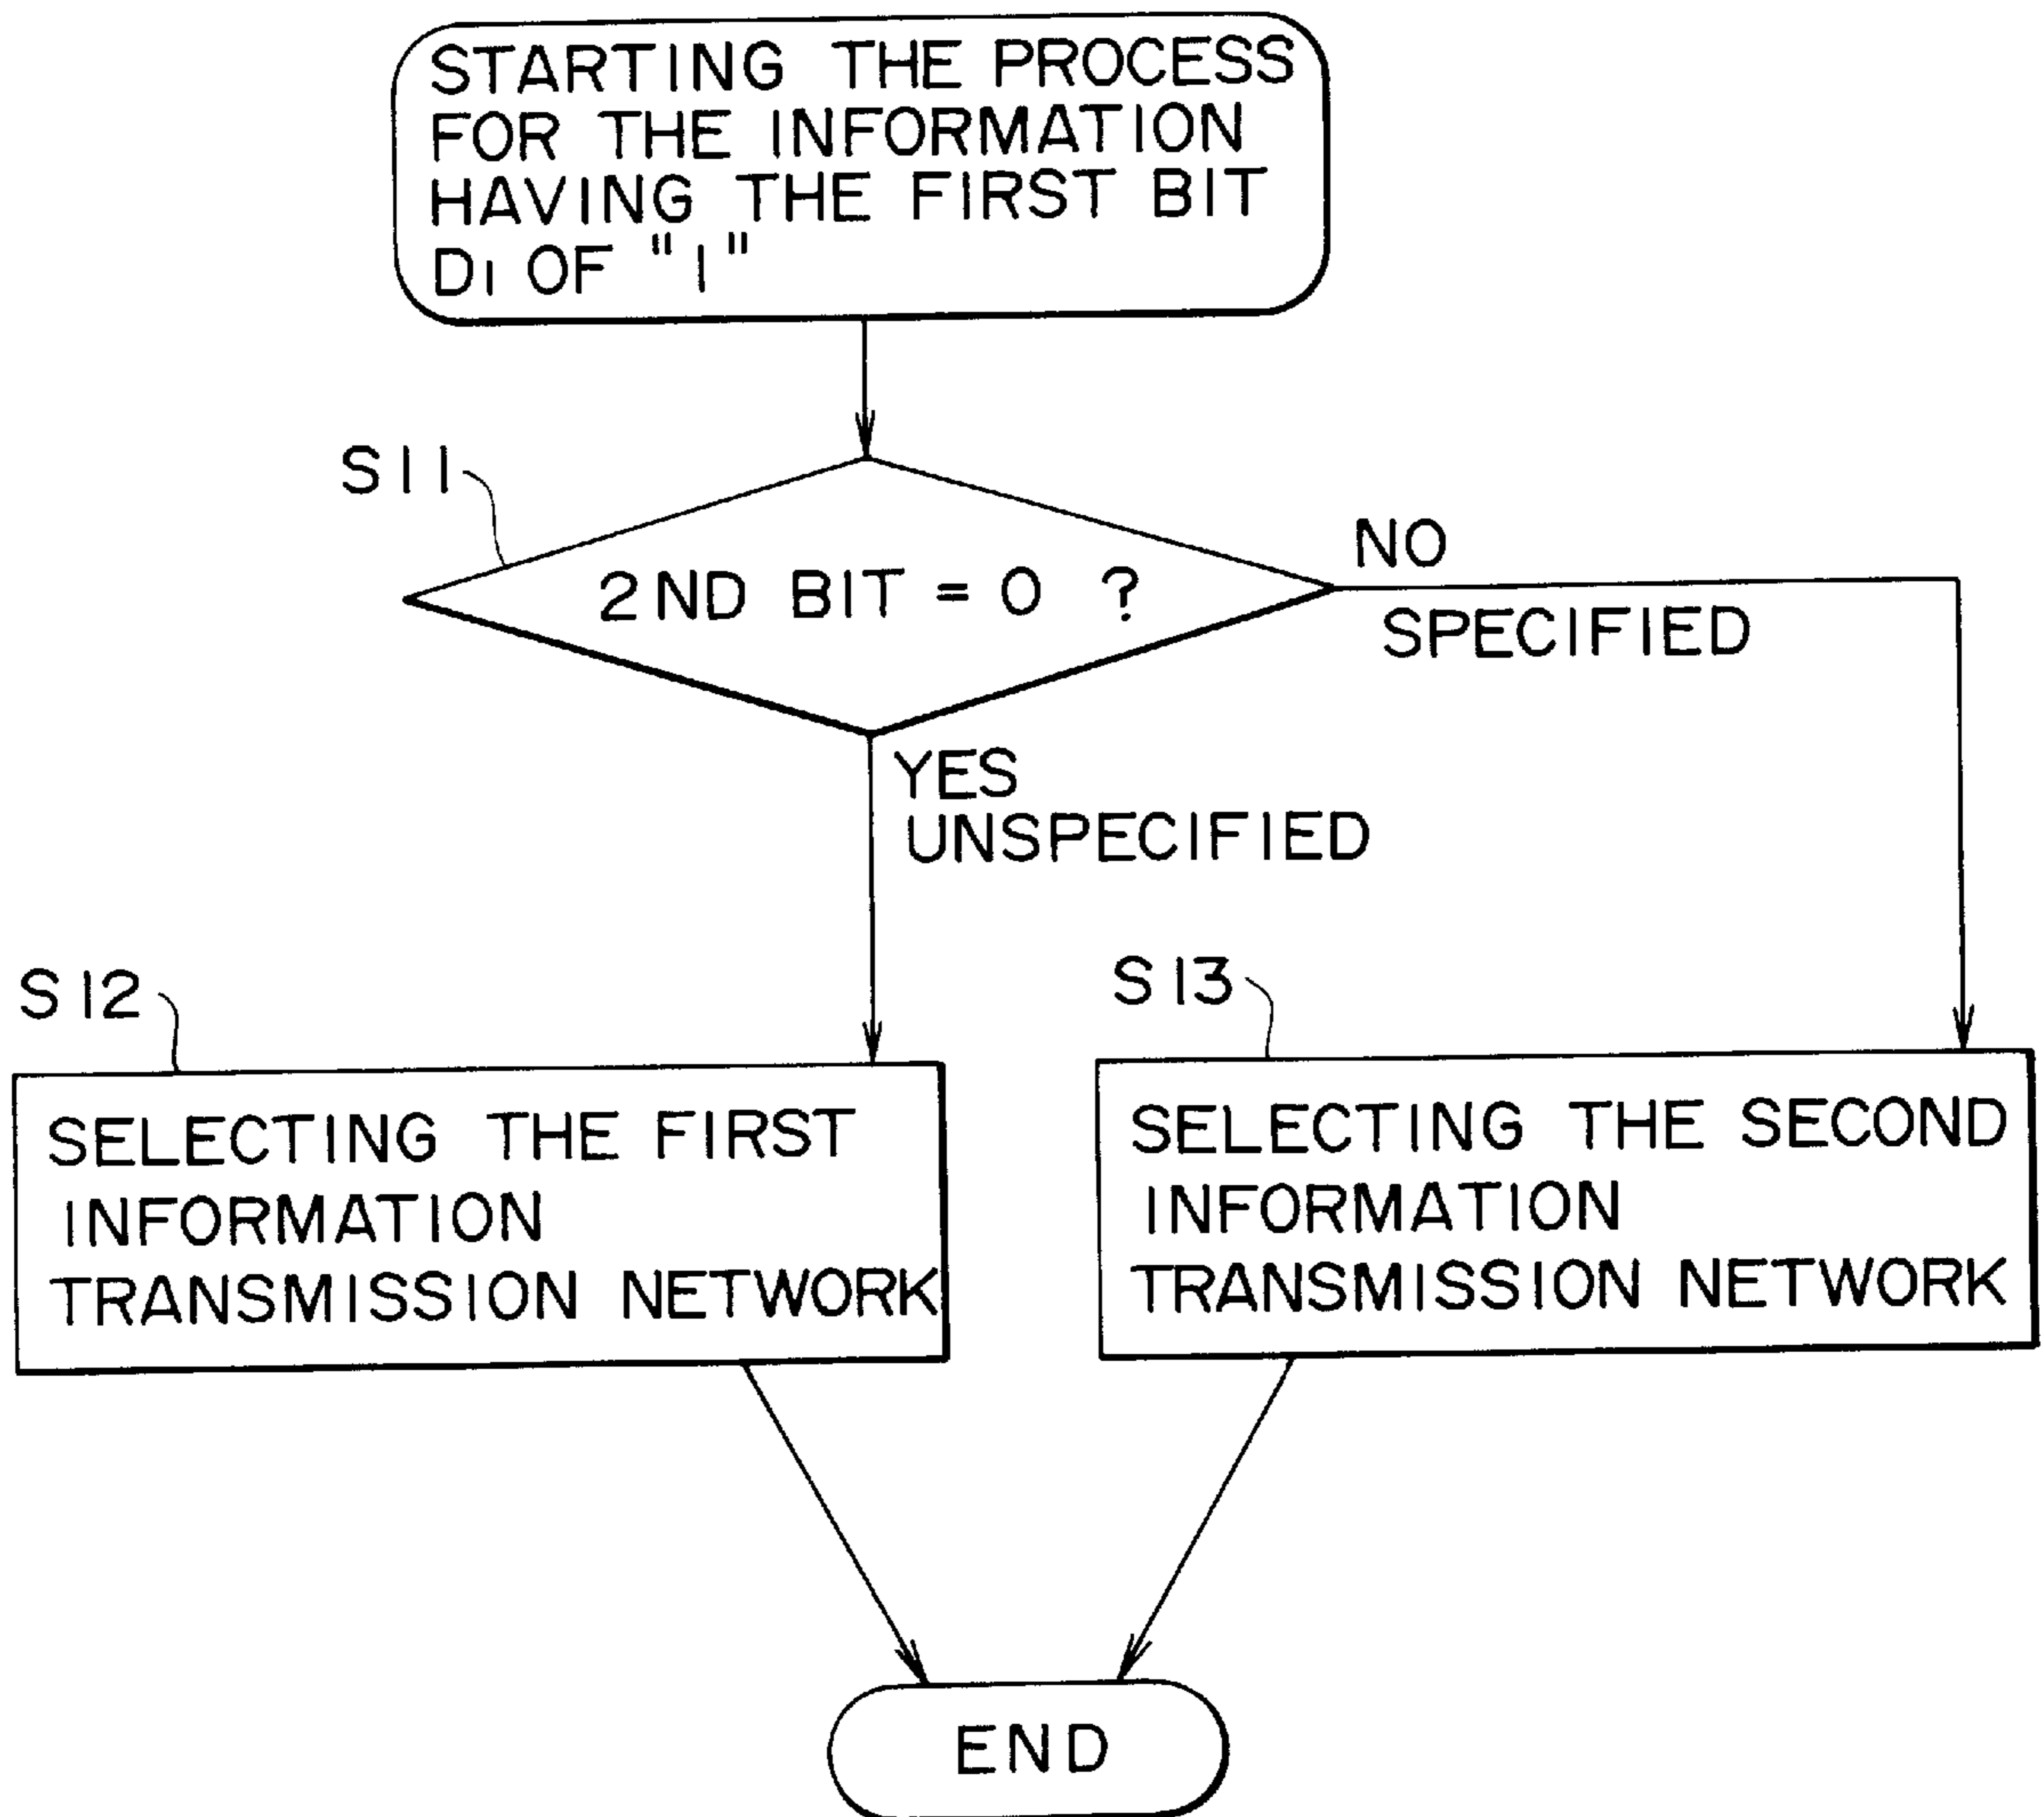 STARTING THE PROCESS
FOR THE INFORMATION
HAVING THE FIRST BIT
D1 OF "1"
S11
2ND BIT = 0 ?
NO
SPECIFIED
YES
UNSPECIFIED
S12
SELECTING THE FIRST
INFORMATION
TRANSMISSION NETWORK
S13
SELECTING THE SECOND
INFORMATION
TRANSMISSION NETWORK
END